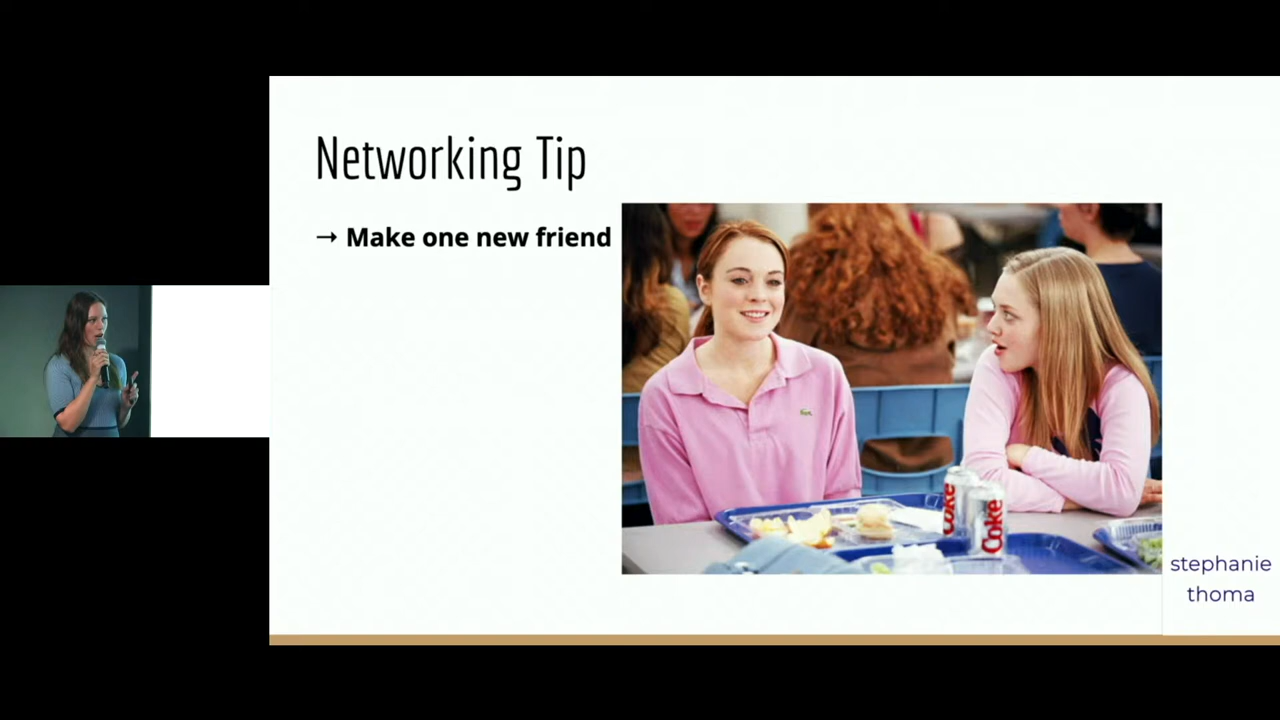 Networking Tip
→ Make one new friend
Coke
Coke
stephanie
thoma